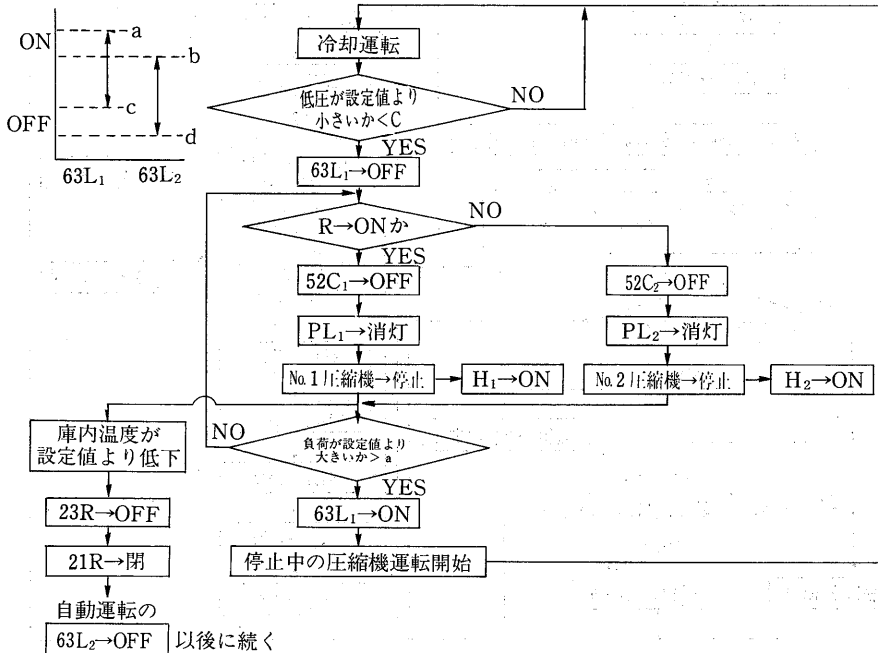 ON
OFF
a
b
c
d
63L₁
63L₂
冷却運転
低圧が設定値より
小さいか<C
NO
YES
63L₁→OFF
R→ONか
NO
YES
52C₁→OFF
52C₂→OFF
PL₁→消灯
PL₂→消灯
No.1圧縮機→停止
H₁→ON
No.2圧縮機→停止
H₂→ON
庫内温度が
設定値より低下
NO
負荷が設定値より
大きいか>a
YES
23R→OFF
63L₁→ON
21R→閉
停止中の圧縮機運転開始
自動運転の
63L₂→OFF 以後に続く